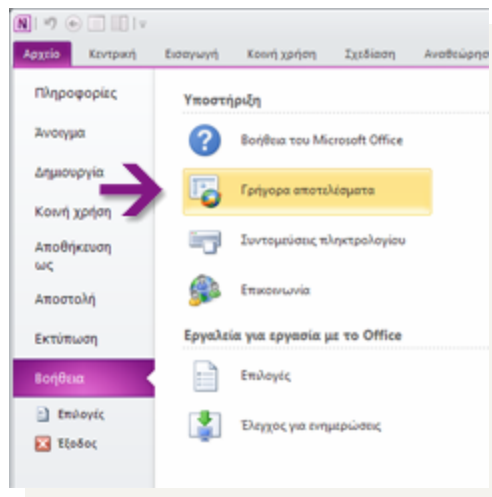 Αρχείο Κεντρική Εισαγωγή Κοινή χρήση Σχεδίαση Αναθεώρησ
Πληροφορίες
Άνοιγμα
Δημιουργία
Κοινή χρήση
Αποθήκευση
ως
Αποστολή
Εκτύπωση
Βοήθεια
Επιλογές
Έξοδος
Υποστήριξη
Βοήθεια του Microsoft Office
Γρήγορα αποτελέσματα
Συντομεύσεις πληκτρολογίου
Επικοινωνία
Εργαλεία για εργασία με το Office
Επιλογές
Έλεγχος για ενημερώσεις